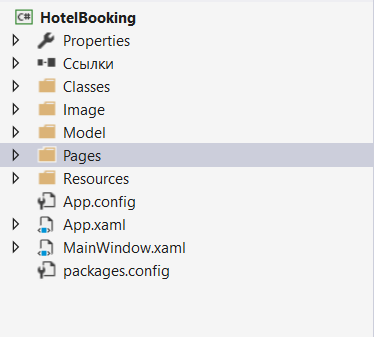 C# HotelBooking
Properties
Ссылки
Classes
Image
Model
Pages
Resources
App.config
App.xaml
MainWindow.xaml
packages.config